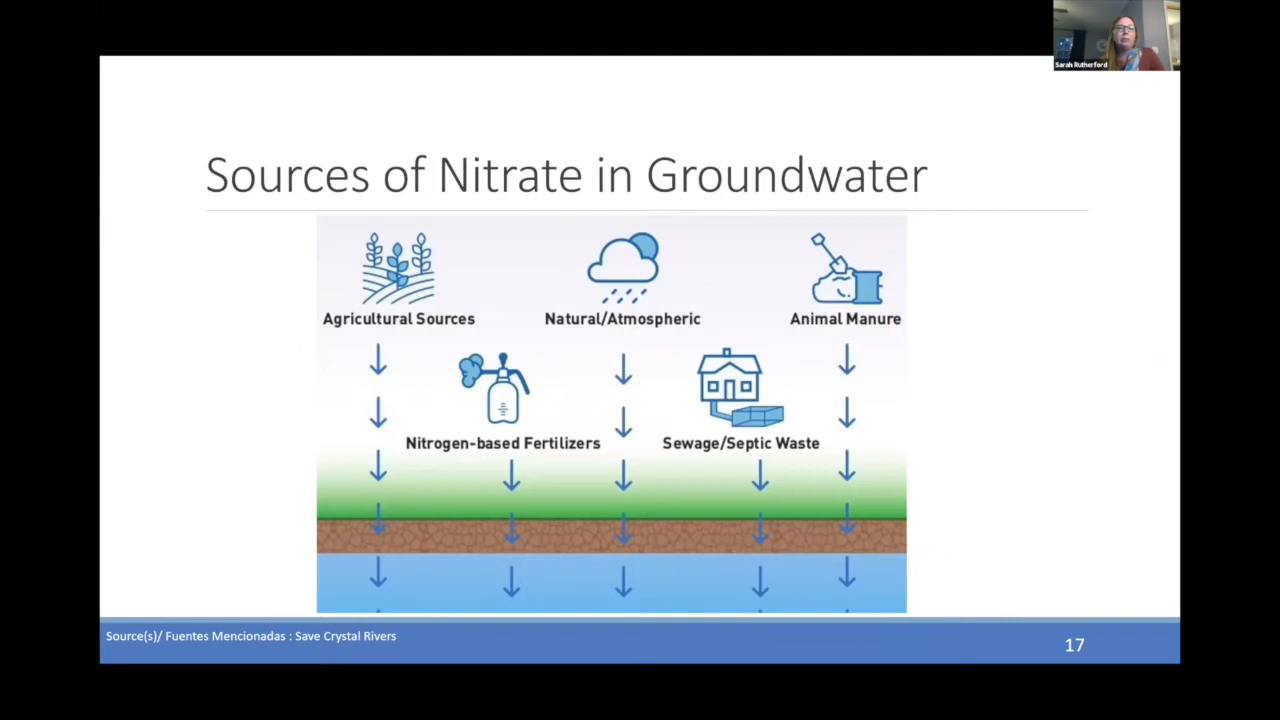 Sarah Rutherford
Sources of Nitrate in Groundwater
Agricultural Sources
Natural/Atmospheric
Animal Manure
Nitrogen-based Fertilizers
Sewage/Septic Waste
Source(s)/ Fuentes Mencionadas : Save Crystal Rivers
17